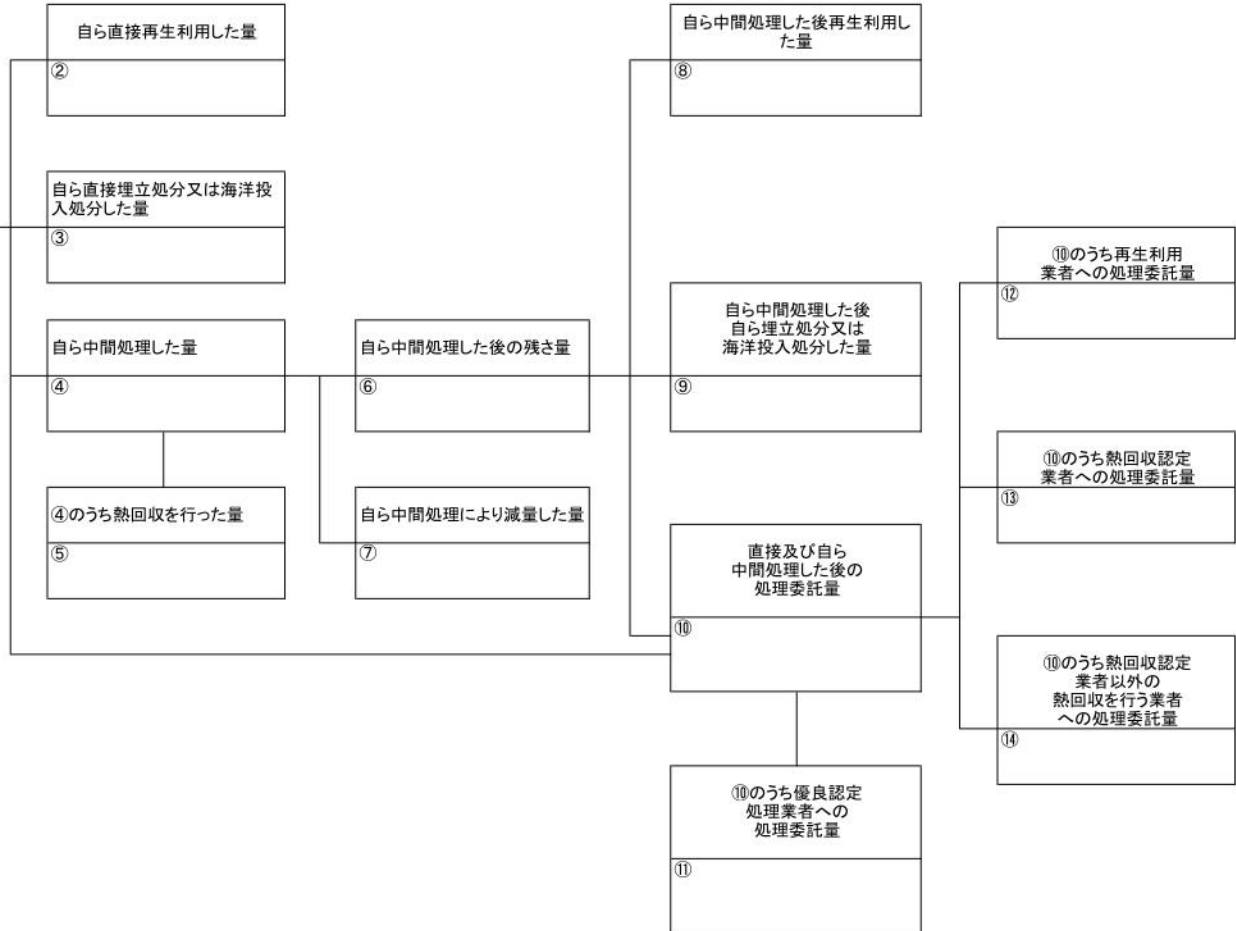 自ら直接再生利用した量
②
自ら中間処理した後再生利用し
た量
⑧
自ら直接埋立処分又は海洋投
入処分した量
③
⑩のうち再生利用
業者への処理委託量
⑫
自ら中間処理した量
④
自ら中間処理した後の残さ量
⑥
自ら中間処理した後
自ら埋立処分又は
海洋投入処分した量
⑨
⑩のうち熱回収認定
業者への処理委託量
⑬
④のうち熱回収を行った量
⑤
自ら中間処理により減量した量
⑦
直接及び自ら
中間処理した後の
処理委託量
⑩
⑩のうち熱回収認定
業者以外の
熱回収を行う業者
への処理委託量
⑭
⑩のうち優良認定
処理業者への
処理委託量
⑪